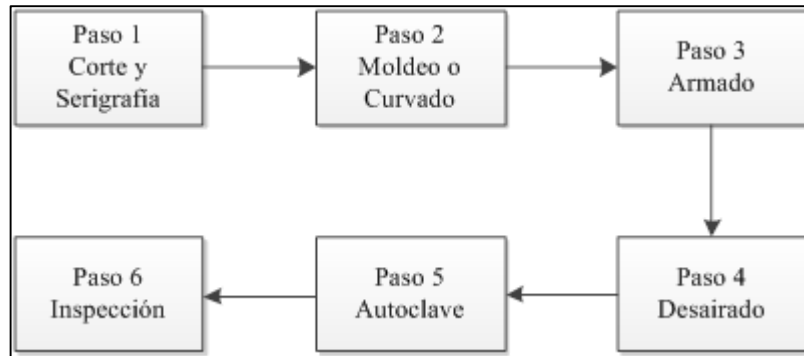 Paso 1
Corte y
Serigrafía
Paso 2
Moldeo o
Curvado
Paso 3
Armado
Paso 4
Desairado
Paso 5
Autoclave
Paso 6
Inspección